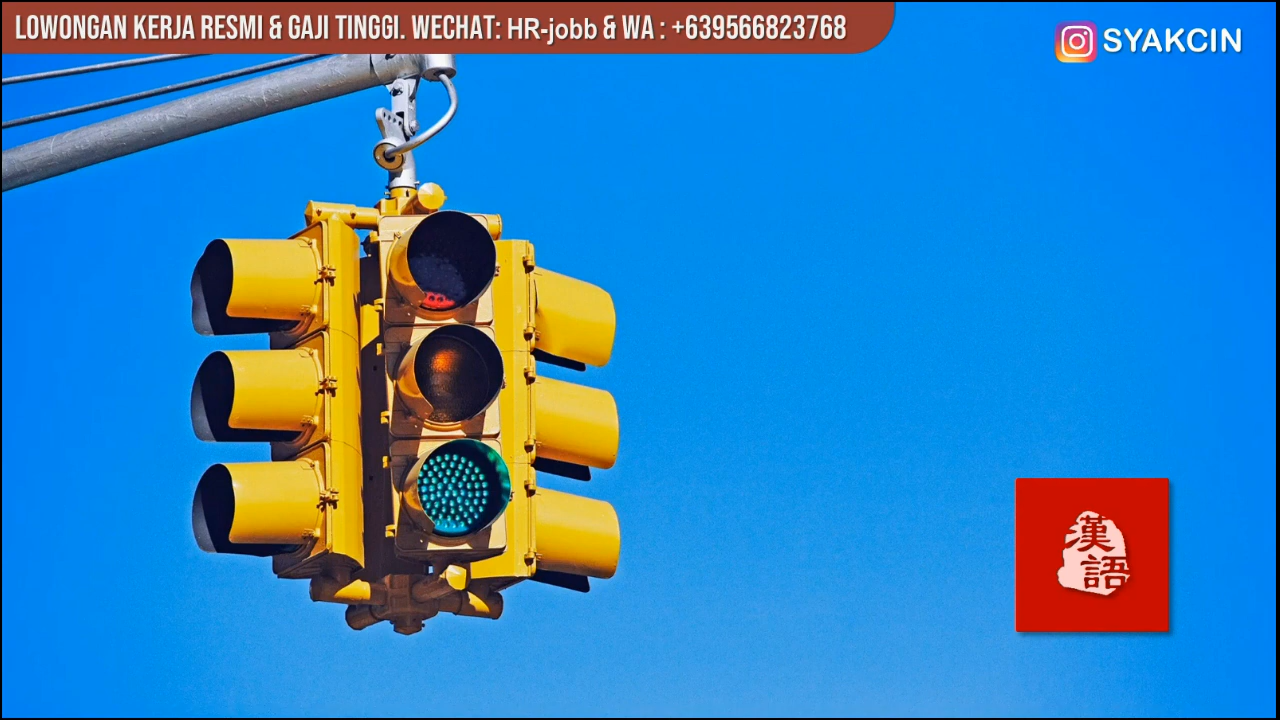 LOWONGAN KERJA RESMI & GAJI TINGGI. WECHAT: HR-jobb & WA : +639566823768
SYAKCIN
漢
語